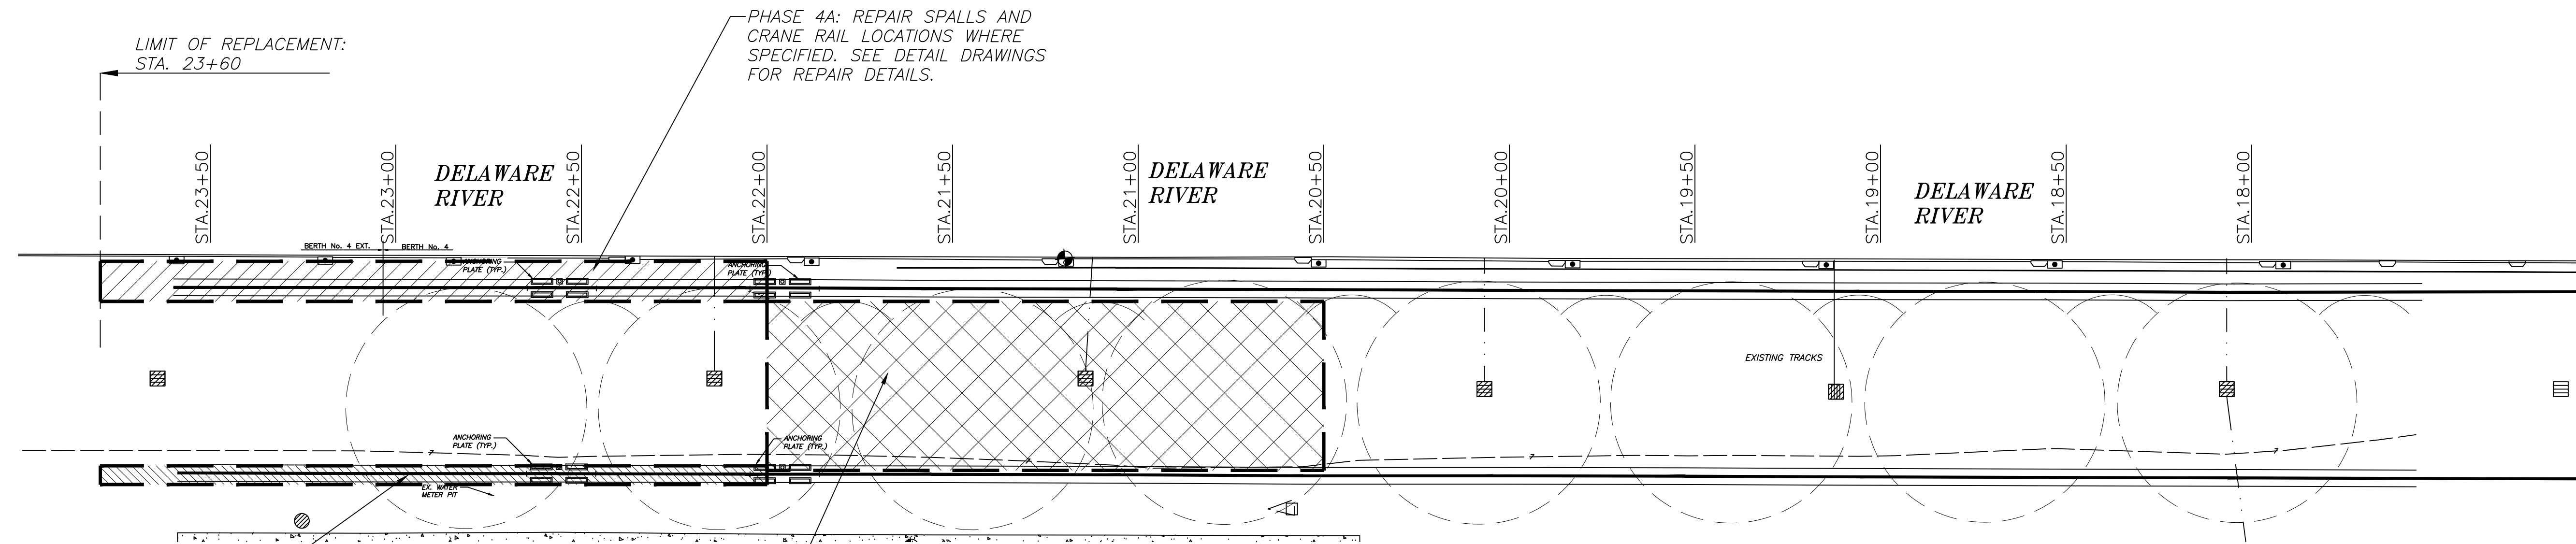 PHASE 4A: REPAIR SPALLS AND
CRANE RAIL LOCATIONS WHERE
SPECIFIED. SEE DETAIL DRAWINGS
FOR REPAIR DETAILS.
LIMIT OF REPLACEMENT:
STA. 23+60
STA.23+50
STA.23+00
DELAWARE
RIVER
STA.22+50
STA.22+00
STA.21+50
STA.21+00
DELAWARE
RIVER
STA.20+50
STA.20+00
STA.19+50
STA.19+00
DELAWARE
RIVER
STA.18+50
STA.18+00
BERTH No. 4 EXT.
BERTH No. 4
ANCHORING
PLATE (TYP.)
ANCHORING
PLATE (TYP.)
EXISTING TRACKS
ANCHORING
PLATE (TYP.)
ANCHORING
PLATE (TYP.)
EX. WATER
METER PIT